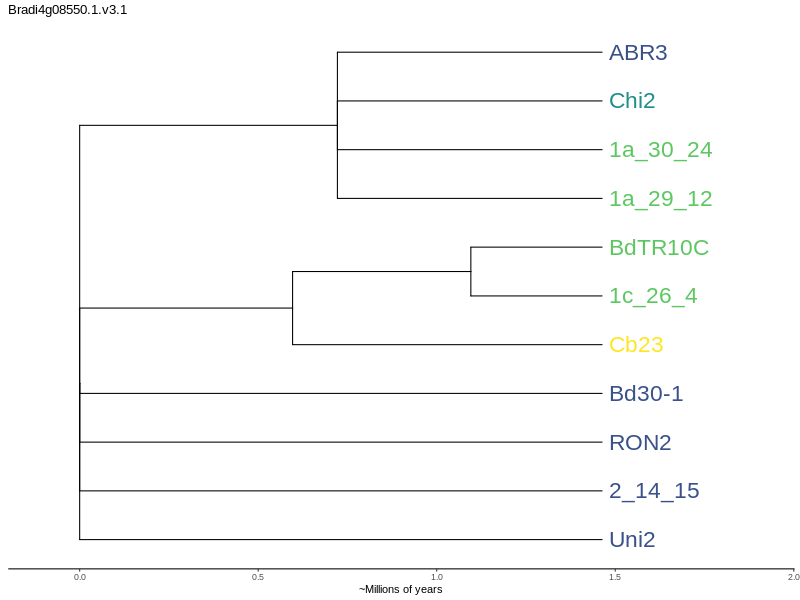 Bradi4g08550.1.v3.1
ABR3
Chi2
1a_30_24
1a_29_12
BdTR10C
1c_26_4
Cb23
Bd30-1
RON2
2_14_15
Uni2
0.0 0.5 1.0 1.5 2.0
~Millions of years